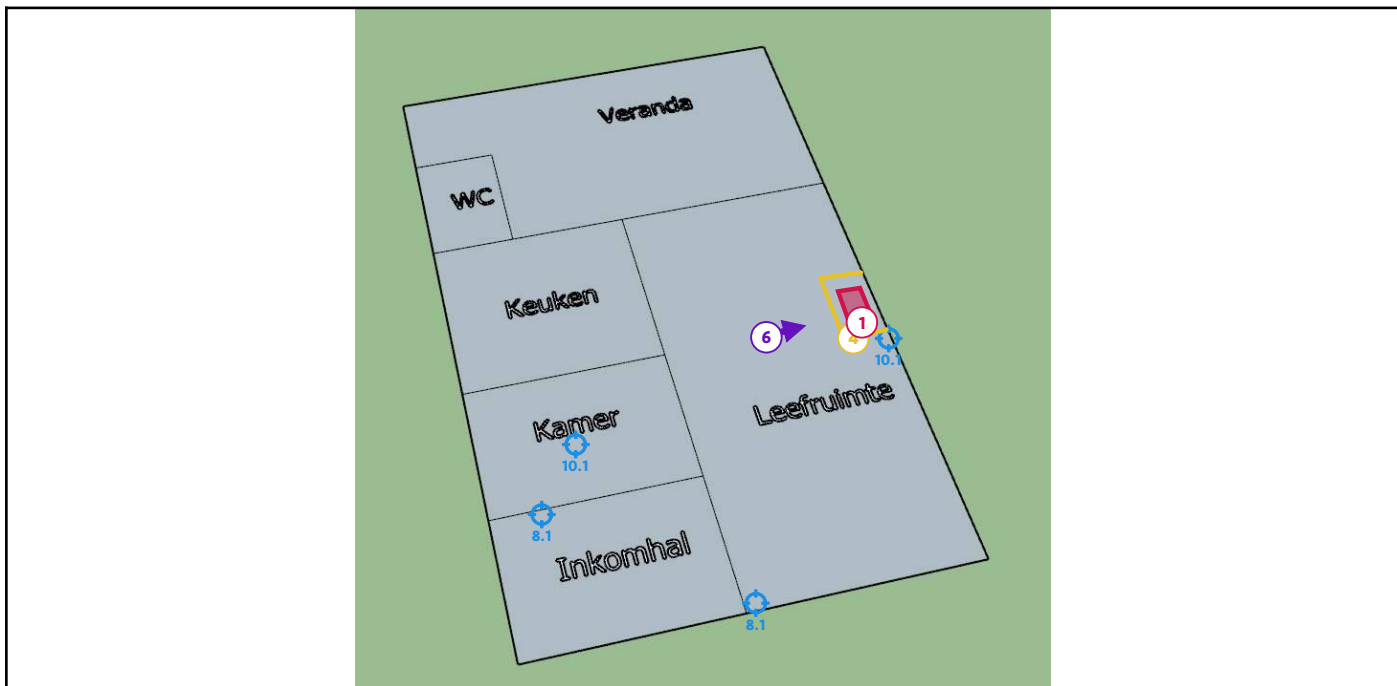 Veranda
WC
Keuken
1
6
4
10.1
Leefruimte
Kamer
10.1
8.1
Inkomhal
8.1